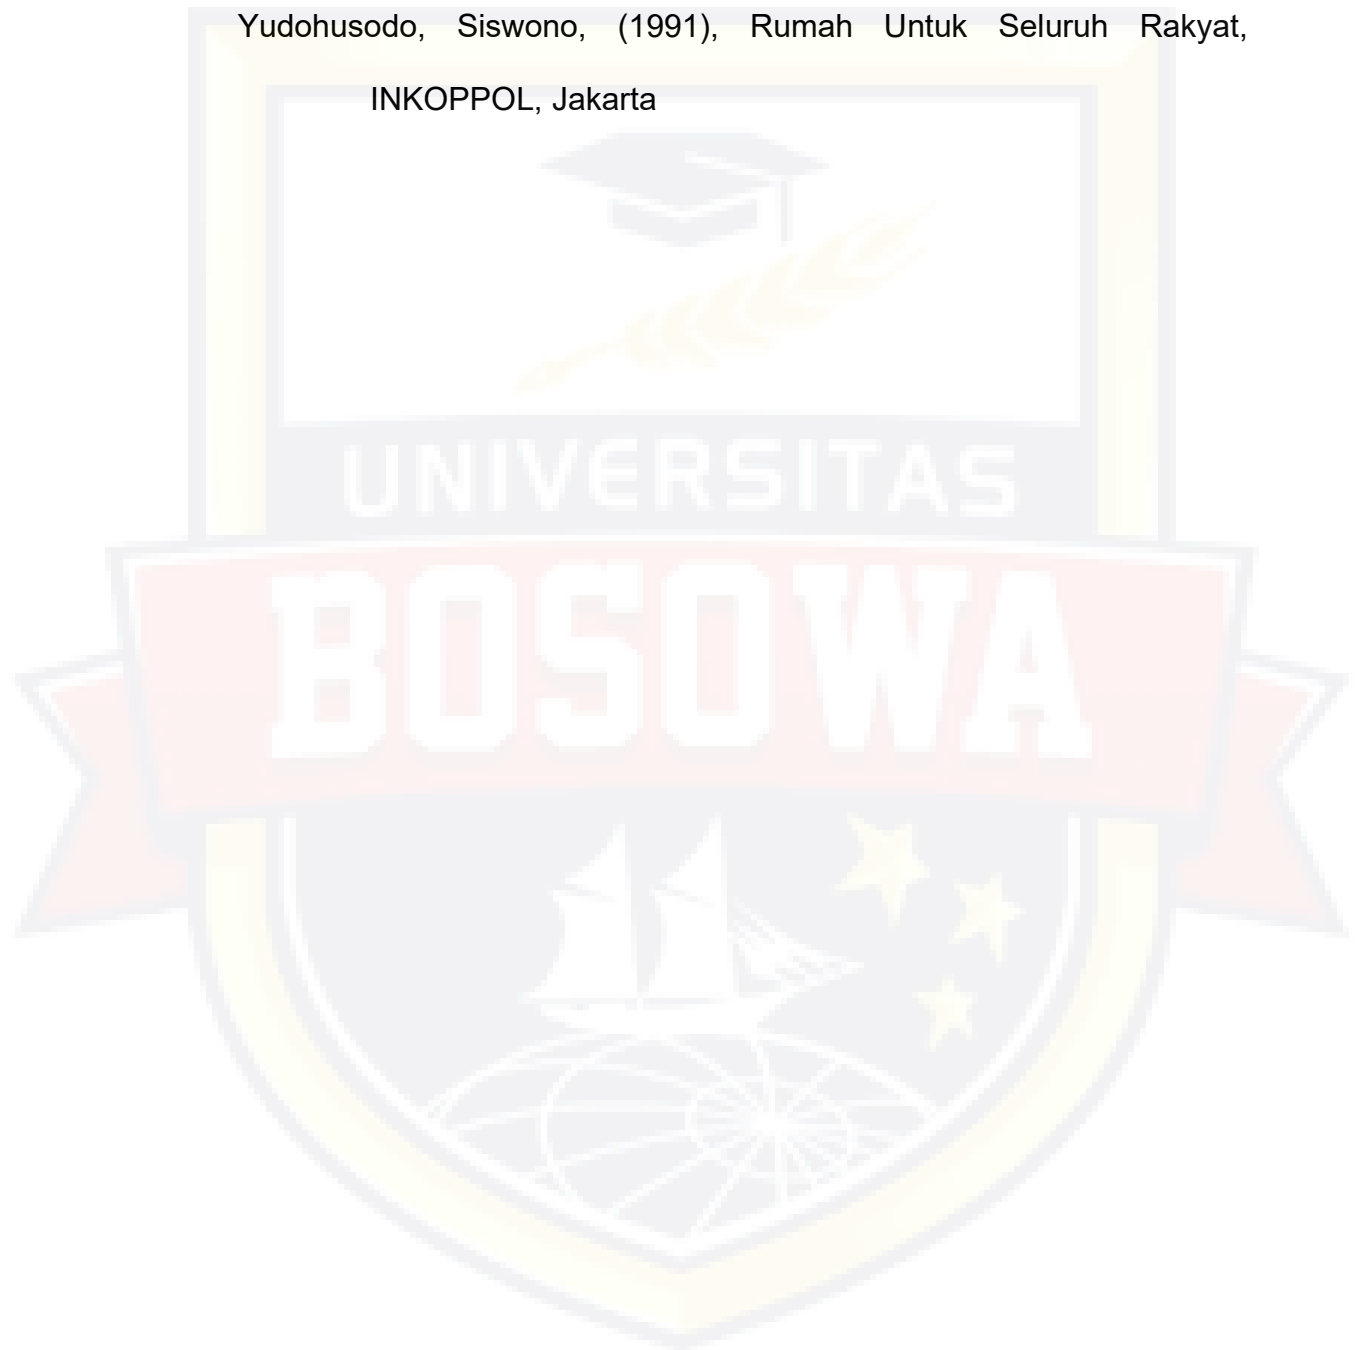 Yudohusodo, Siswono, (1991), Rumah Untuk Seluruh Rakyat,
INKOPPOL, Jakarta
UNIVERSITAS
BOSOWA